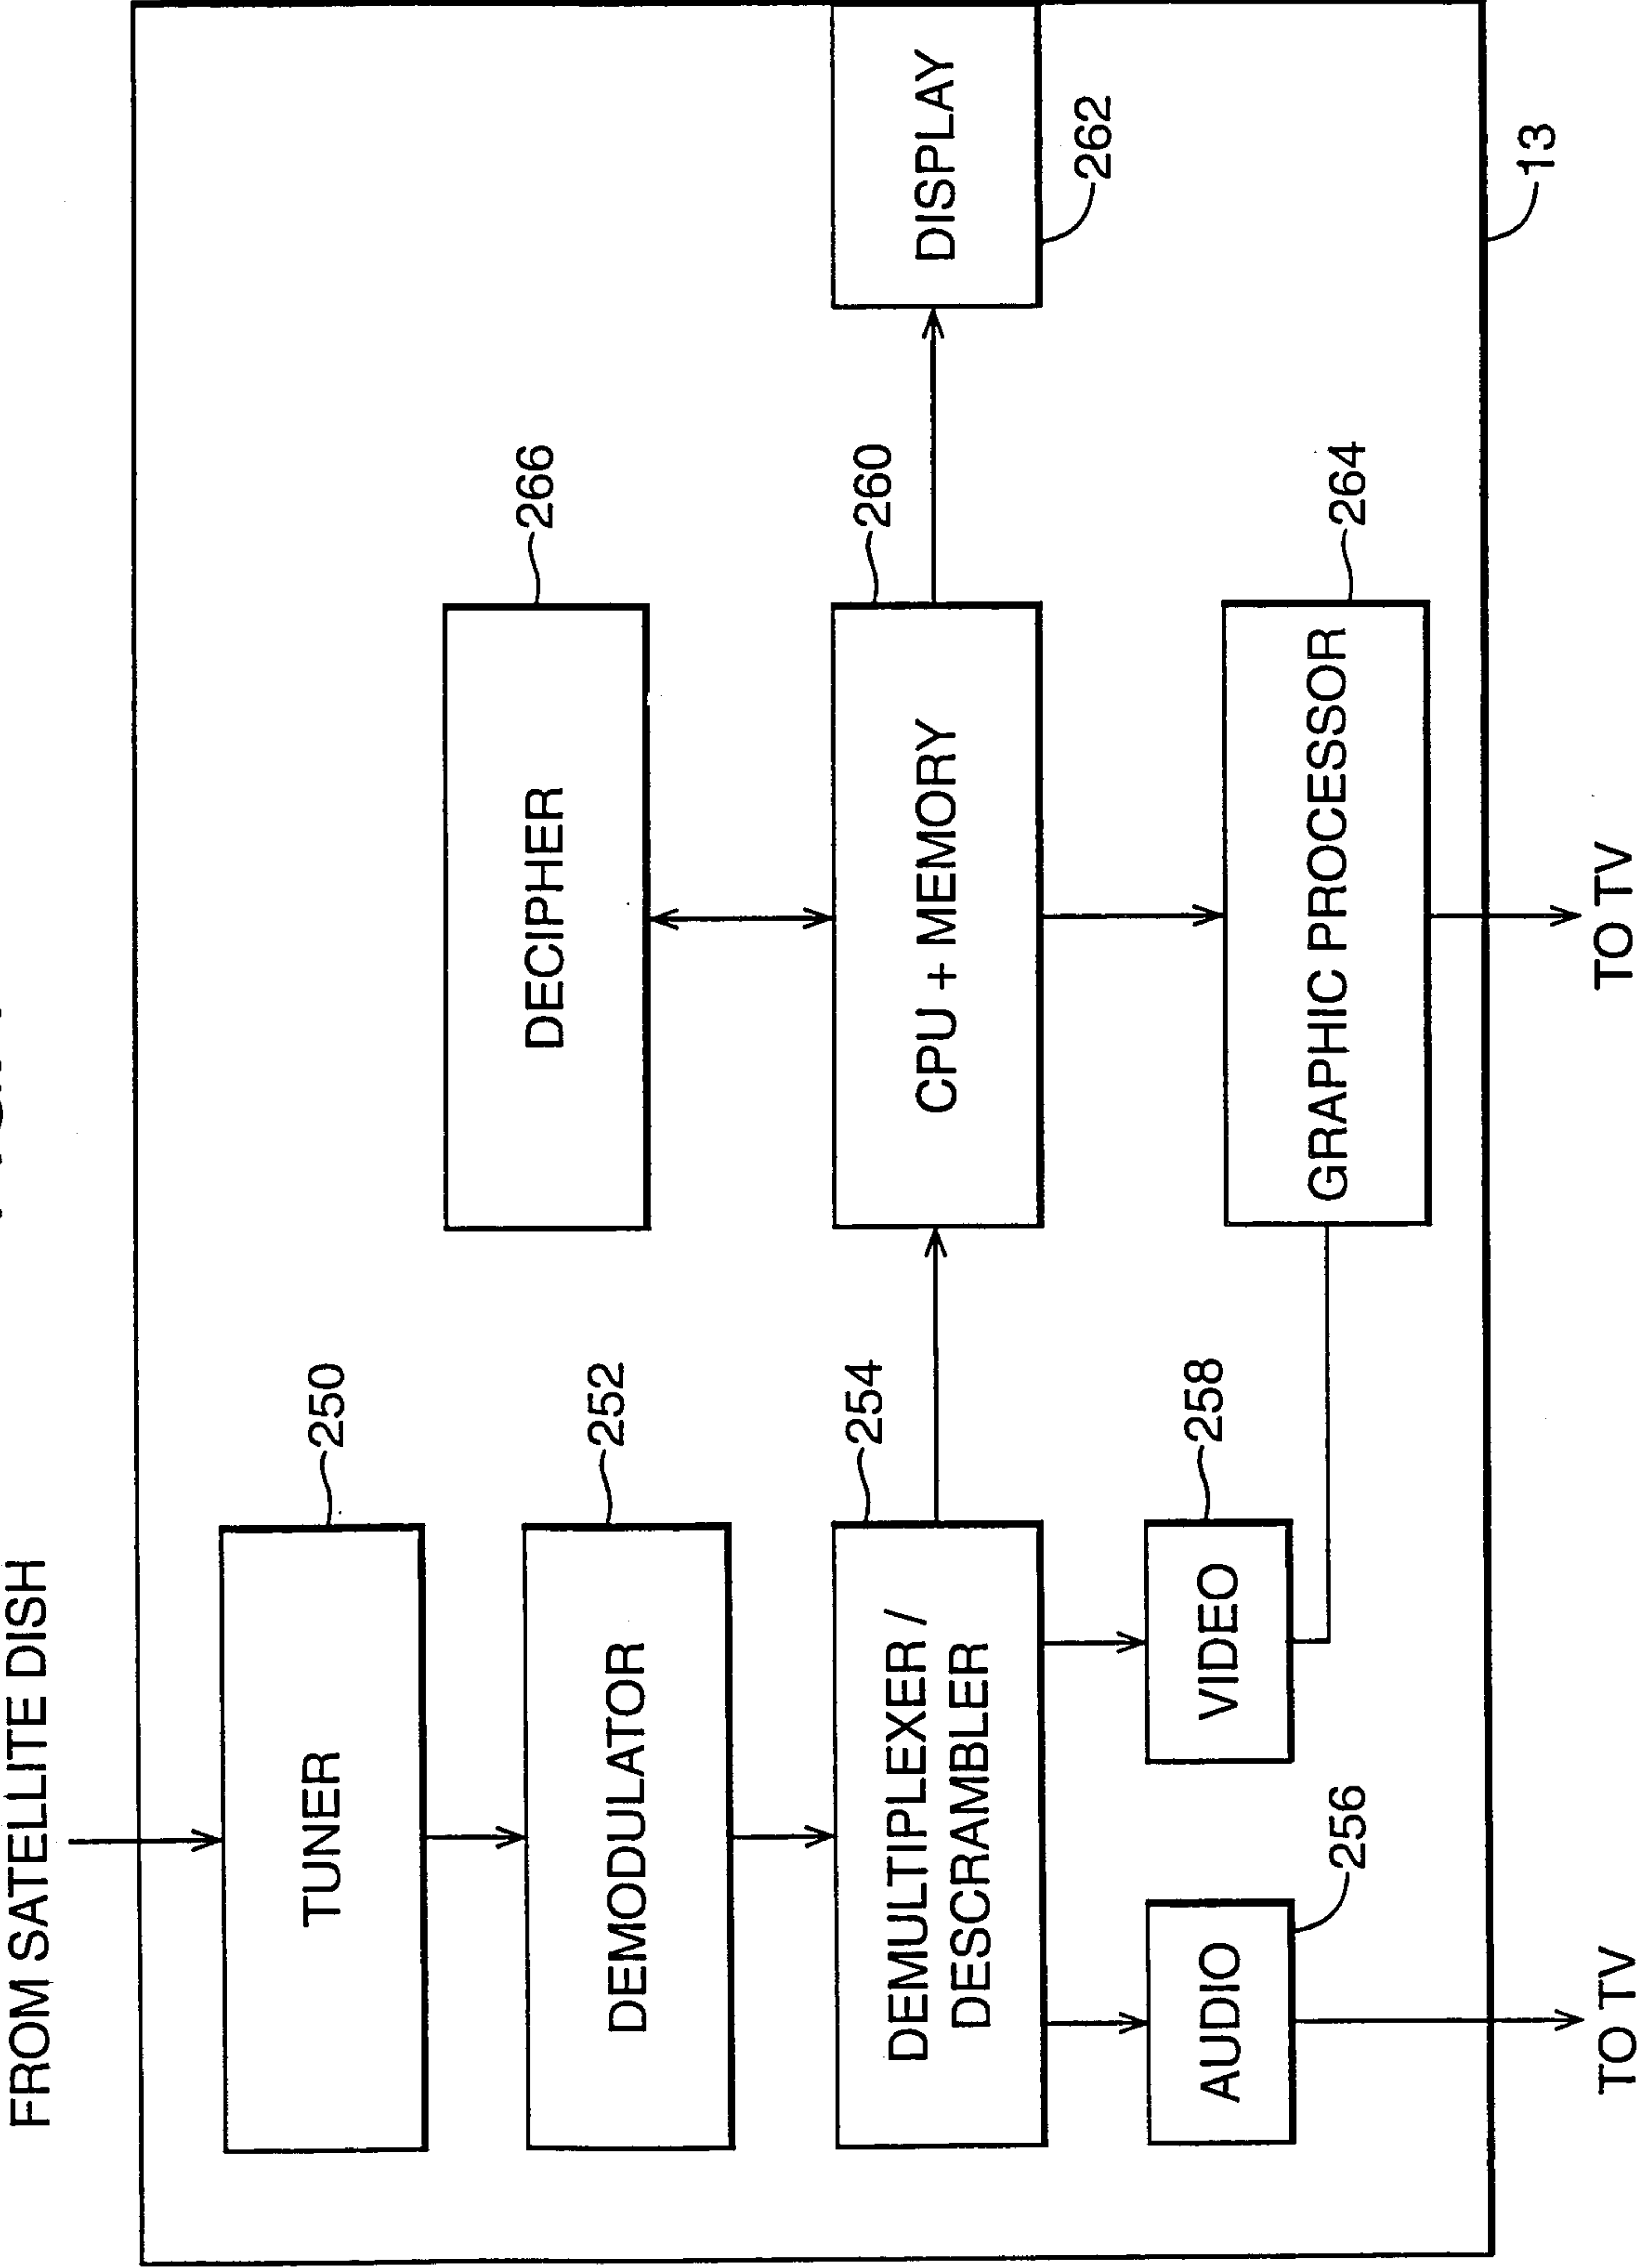 FROM SATELLITE DISH
TUNER
250
DEMODULATOR
252
DEMULTIPLEXER /
DESCRAMBLER
254
AUDIO
256
VIDEO
258
DECIPHER
266
CPU + MEMORY
260
GRAPHIC PROCESSOR
264
DISPLAY
262
13
TO TV
TO TV